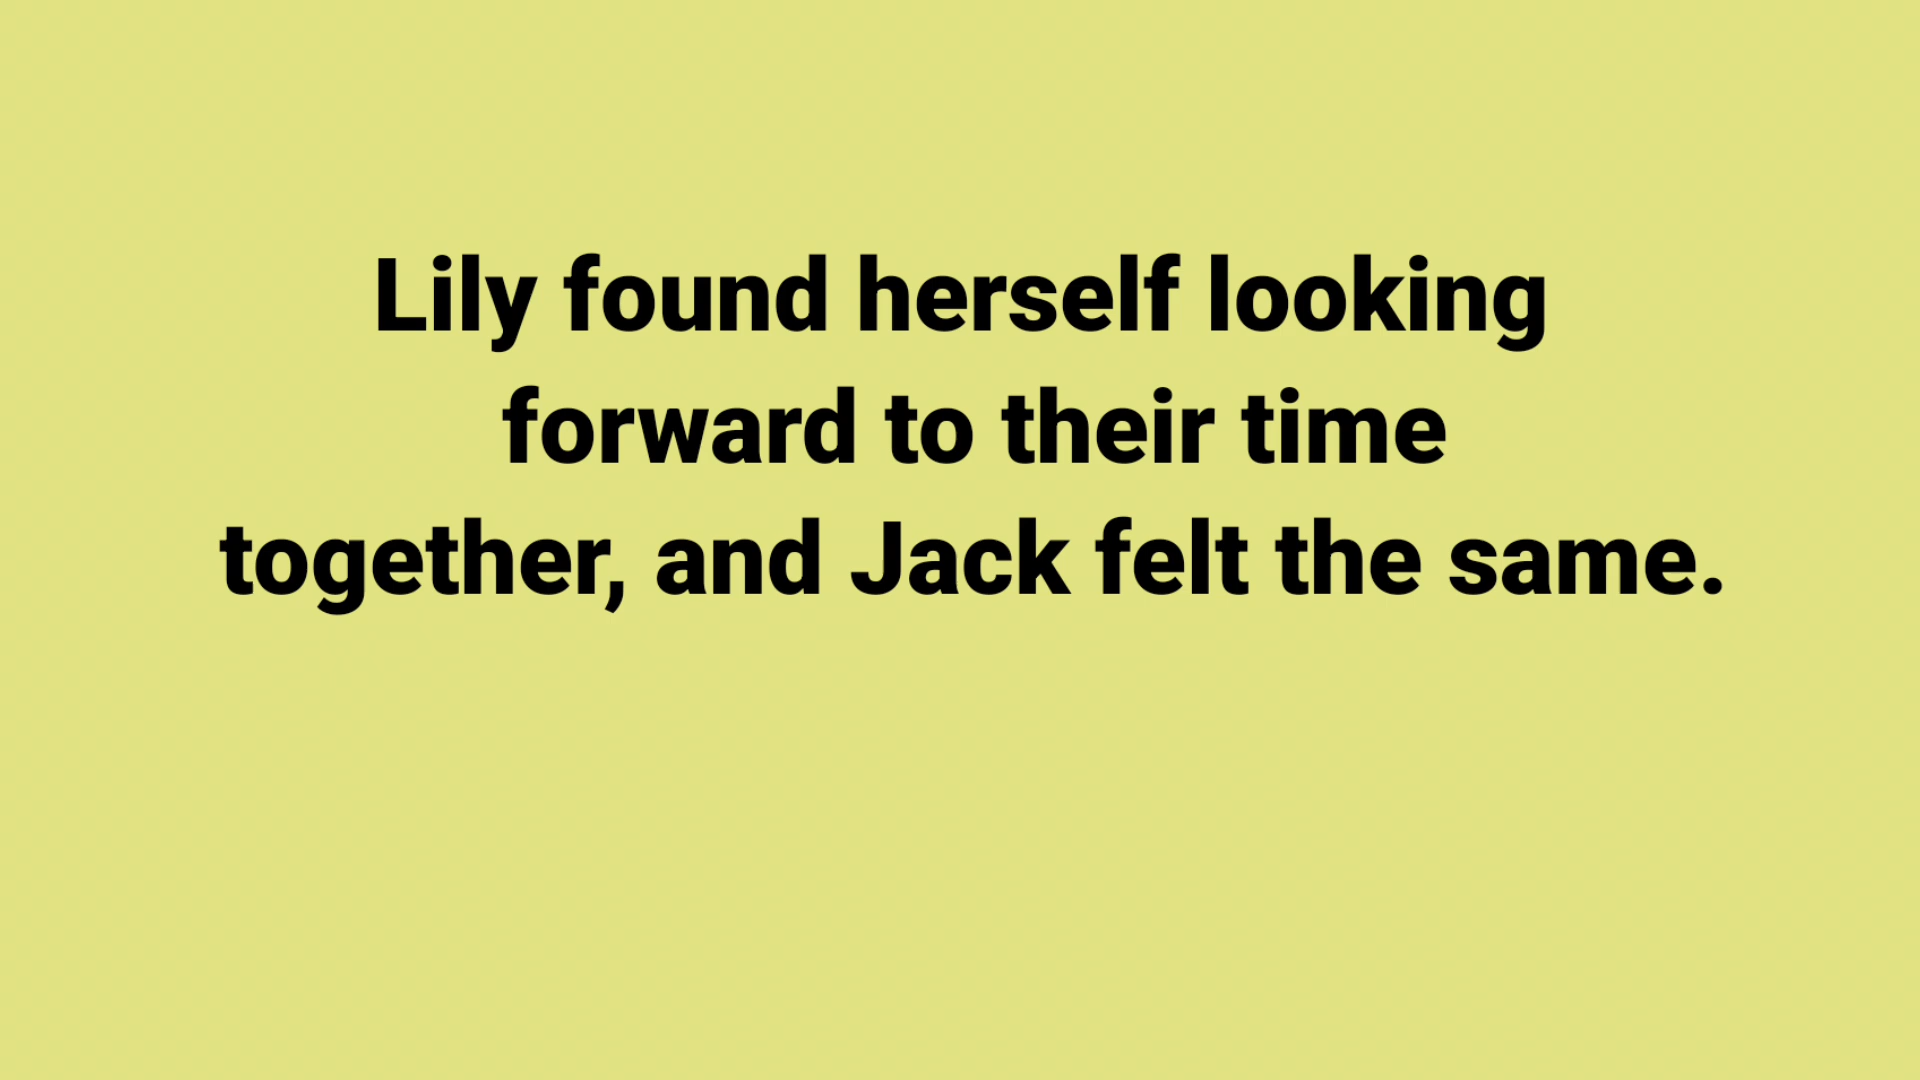 Lily found herself looking
forward to their time
together, and Jack felt the same.